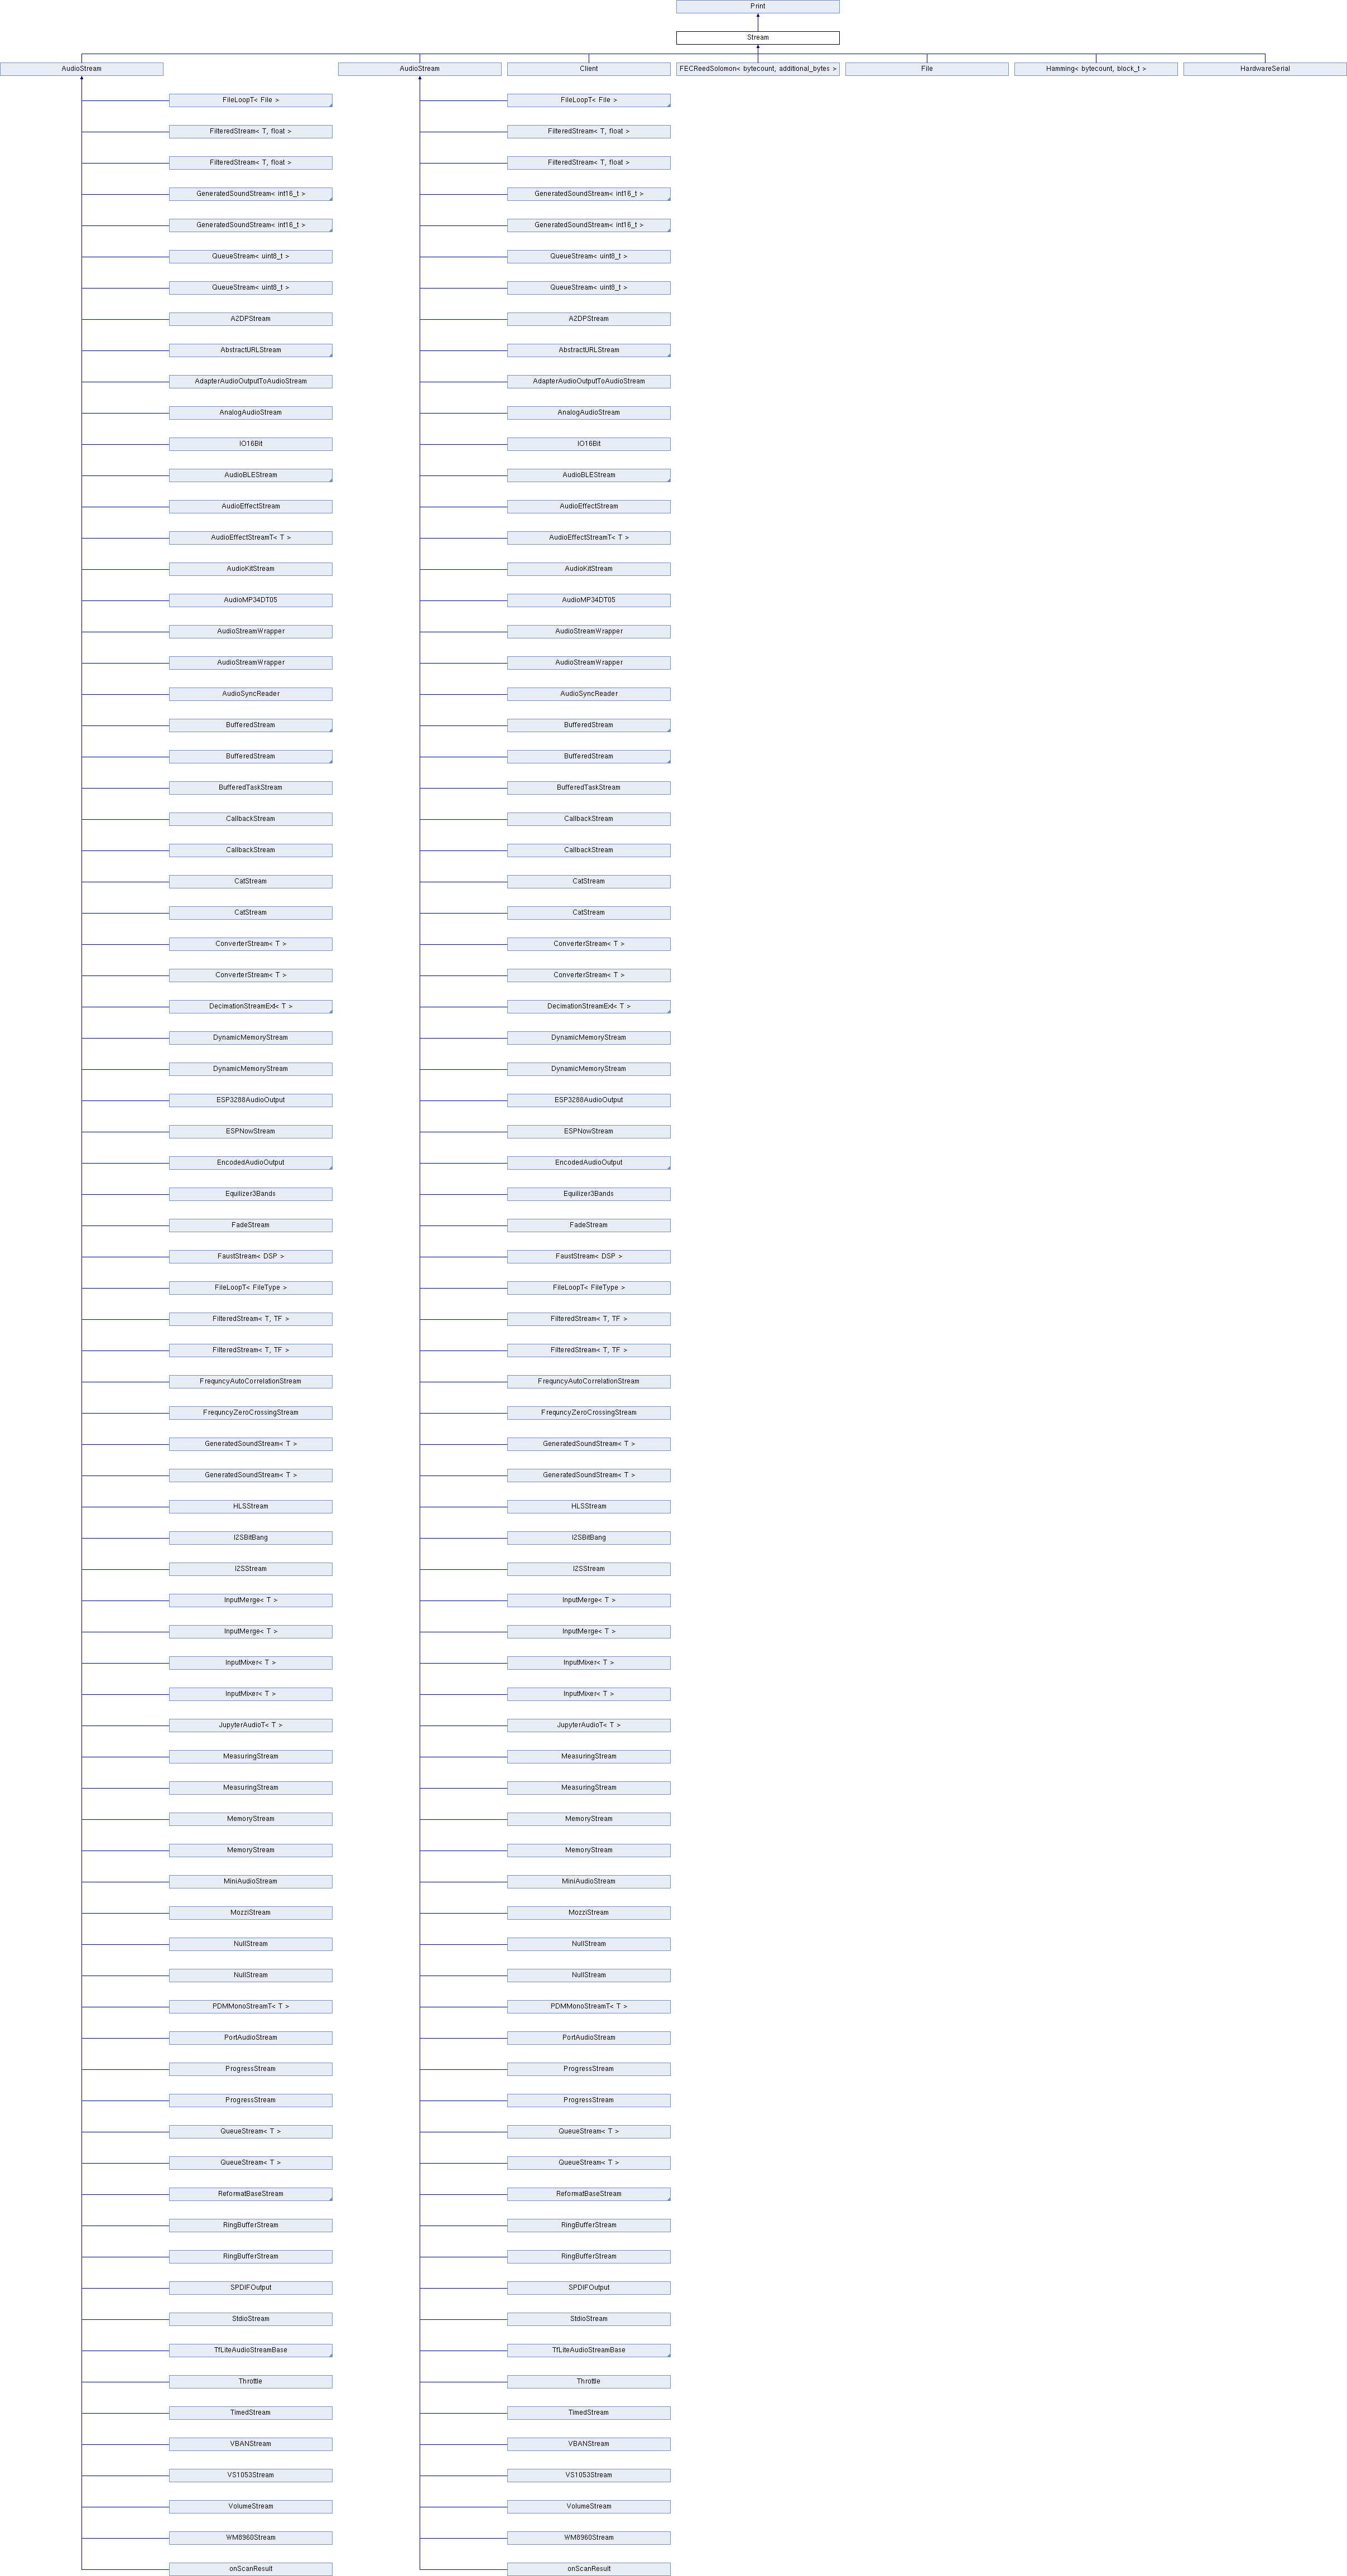 Print
Stream
AudioStream AudioStream Client FECReedSolomon< bytecount, additional_bytes > File Hamming< bytecount, block_t > HardwareSerial
FileLoopT< File > FileLoopT< File >
FilteredStream< T, float > FilteredStream< T, float >
FilteredStream< T, float > FilteredStream< T, float >
GeneratedSoundStream< int16_t > GeneratedSoundStream< int16_t >
GeneratedSoundStream< int16_t > GeneratedSoundStream< int16_t >
QueueStream< uint8_t > QueueStream< uint8_t >
QueueStream< uint8_t > QueueStream< uint8_t >
A2DPStream A2DPStream
AbstractURLStream AbstractURLStream
AdapterAudioOutputToAudioStream AdapterAudioOutputToAudioStream
AnalogAudioStream AnalogAudioStream
IO16Bit IO16Bit
AudioBLEStream AudioBLEStream
AudioEffectStream AudioEffectStream
AudioEffectStreamT< T > AudioEffectStreamT< T >
AudioKitStream AudioKitStream
AudioMP34DT05 AudioMP34DT05
AudioStreamWrapper AudioStreamWrapper
AudioStreamWrapper AudioStreamWrapper
AudioSyncReader AudioSyncReader
BufferedStream BufferedStream
BufferedStream BufferedStream
BufferedTaskStream BufferedTaskStream
CallbackStream CallbackStream
CallbackStream CallbackStream
CatStream CatStream
CatStream CatStream
ConverterStream< T > ConverterStream< T >
ConverterStream< T > ConverterStream< T >
DecimationStreamExt< T > DecimationStreamExt< T >
DynamicMemoryStream DynamicMemoryStream
DynamicMemoryStream DynamicMemoryStream
ESP3288AudioOutput ESP3288AudioOutput
ESPNowStream ESPNowStream
EncodedAudioOutput EncodedAudioOutput
Equilizer3Bands Equilizer3Bands
FadeStream FadeStream
FaustStream< DSP > FaustStream< DSP >
FileLoopT< FileType > FileLoopT< FileType >
FilteredStream< T, TF > FilteredStream< T, TF >
FilteredStream< T, TF > FilteredStream< T, TF >
FrequncyAutoCorrelationStream FrequncyAutoCorrelationStream
FrequncyZeroCrossingStream FrequncyZeroCrossingStream
GeneratedSoundStream< T > GeneratedSoundStream< T >
GeneratedSoundStream< T > GeneratedSoundStream< T >
HLSStream HLSStream
I2SBitBang I2SBitBang
I2SStream I2SStream
InputMerge< T > InputMerge< T >
InputMerge< T > InputMerge< T >
InputMixer< T > InputMixer< T >
InputMixer< T > InputMixer< T >
JupyterAudioT< T > JupyterAudioT< T >
MeasuringStream MeasuringStream
MeasuringStream MeasuringStream
MemoryStream MemoryStream
MemoryStream MemoryStream
MiniAudioStream MiniAudioStream
MozziStream MozziStream
NullStream NullStream
NullStream NullStream
PDMMonoStreamT< T > PDMMonoStreamT< T >
PortAudioStream PortAudioStream
ProgressStream ProgressStream
ProgressStream ProgressStream
QueueStream< T > QueueStream< T >
QueueStream< T > QueueStream< T >
ReformatBaseStream ReformatBaseStream
RingBufferStream RingBufferStream
RingBufferStream RingBufferStream
SPDIFOutput SPDIFOutput
StdioStream StdioStream
TfLiteAudioStreamBase TfLiteAudioStreamBase
Throttle Throttle
TimedStream TimedStream
VBANStream VBANStream
VS1053Stream VS1053Stream
VolumeStream VolumeStream
WM8960Stream WM8960Stream
onScanResult onScanResult